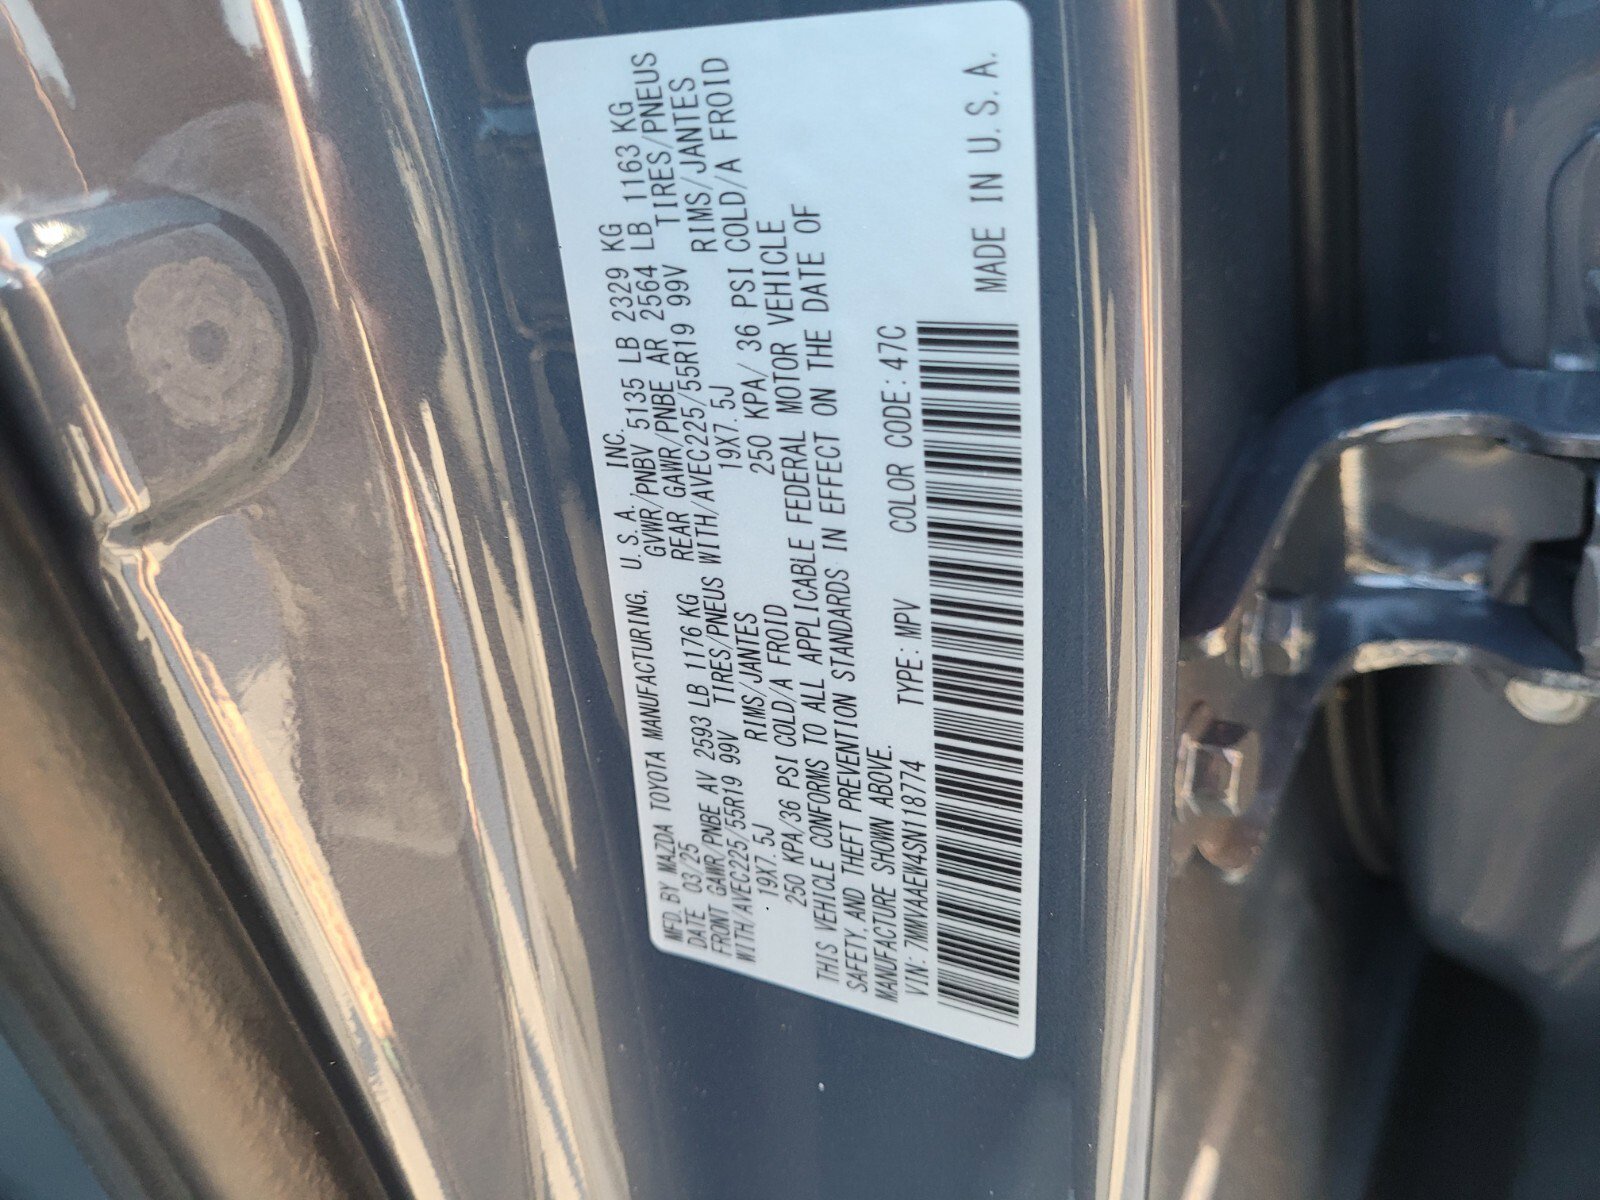 MFD. BY MAZDA TOYOTA MANUFACTURING, U.S.A. INC.
DATE 03/25 GVWR/PNBV 5135 LB 2329 KG
FRONT GAWR/PNBE AV 2593 LB 1176 KG REAR GAWR/PNBE AR 2564 LB 1163 KG
WITH/AVEC225/55R19 99V TIRES/PNEUS WITH/AVEC225/55R19 99V TIRES/PNEUS
19X7.5J RIMS/JANTES 19X7.5J RIMS/JANTES
250 KPA/36 PSI COLD/A FROID 250 KPA/ 36 PSI COLD/A FROID
THIS VEHICLE CONFORMS TO ALL APPLICABLE FEDERAL MOTOR VEHICLE
SAFETY, AND THEFT PREVENTION STANDARDS IN EFFECT ON THE DATE OF
MANUFACTURE SHOWN ABOVE.
VIN: 7MMVAAEW4SN118774 TYPE: MPV COLOR CODE: 47C
MADE IN U.S.A.